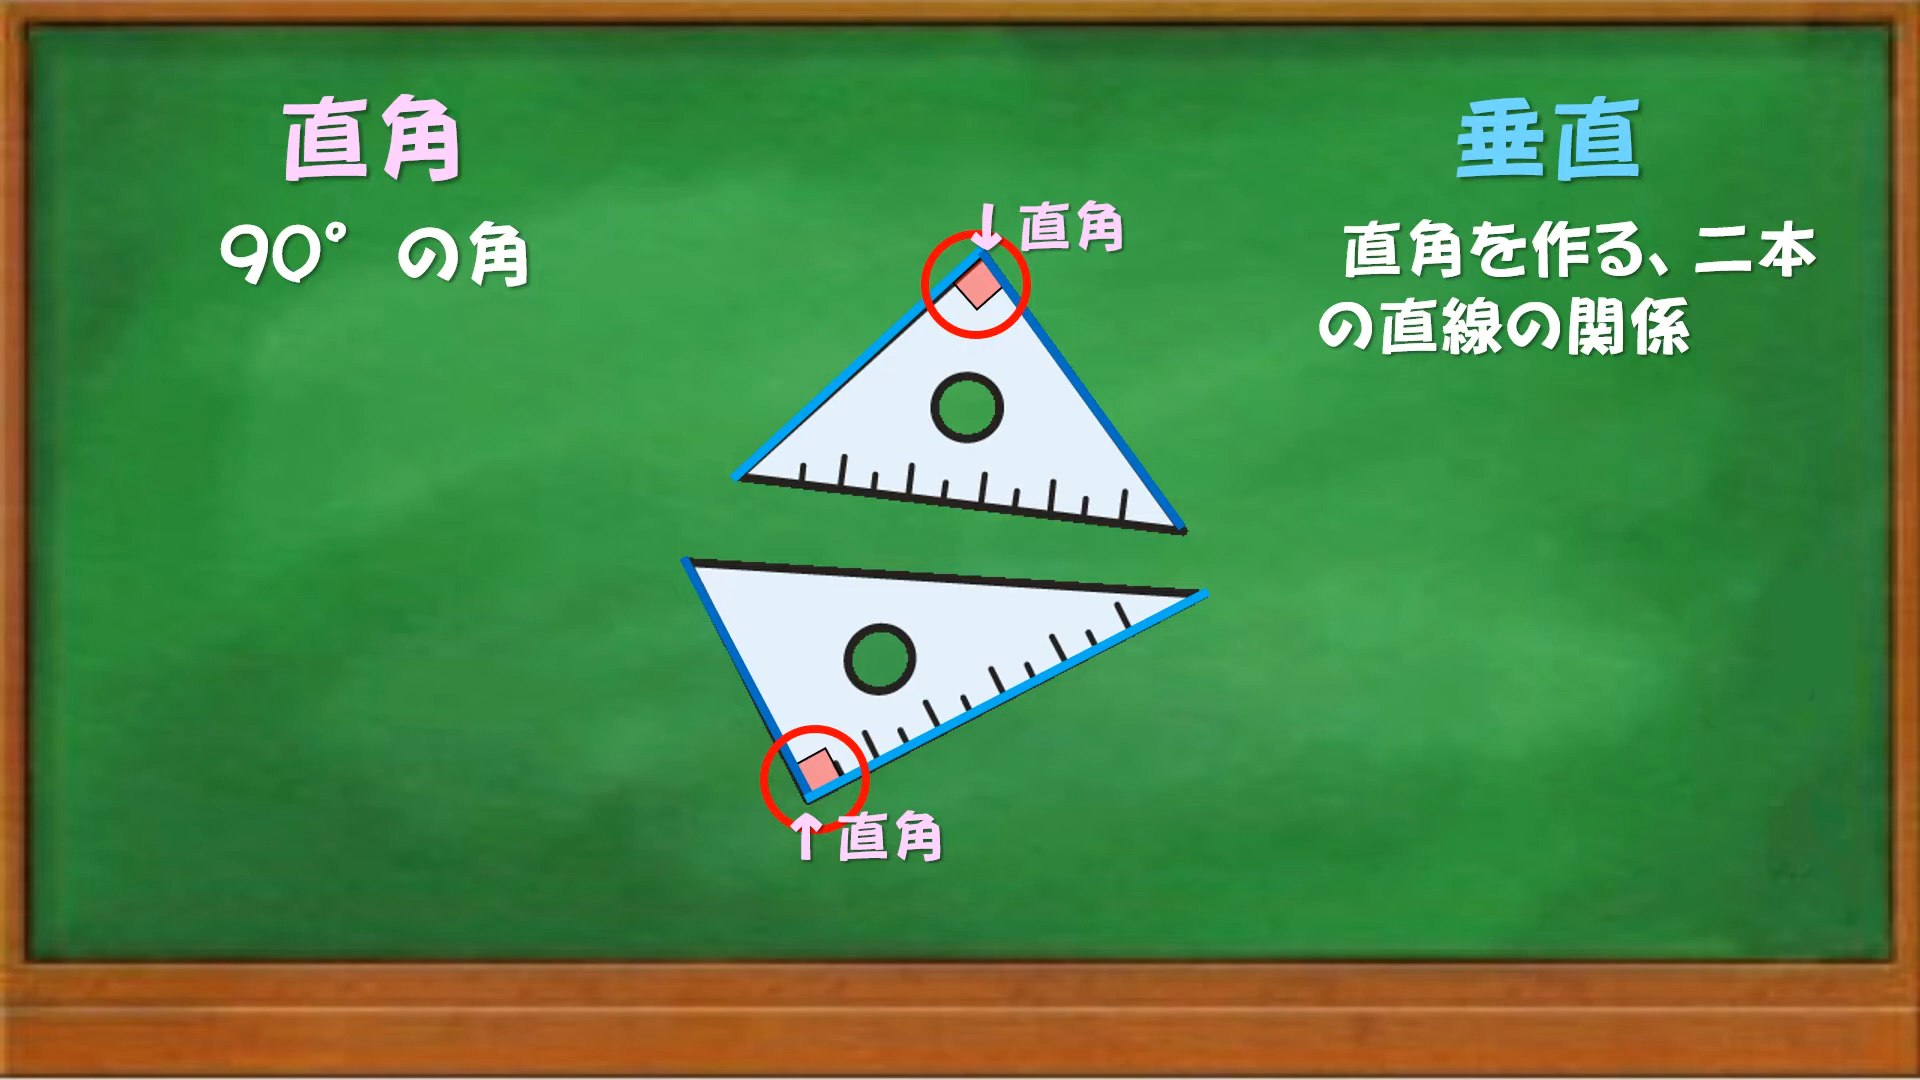 直角
90°の角
垂直
直角を作る、二本
の直線の関係
↓直角
↑直角